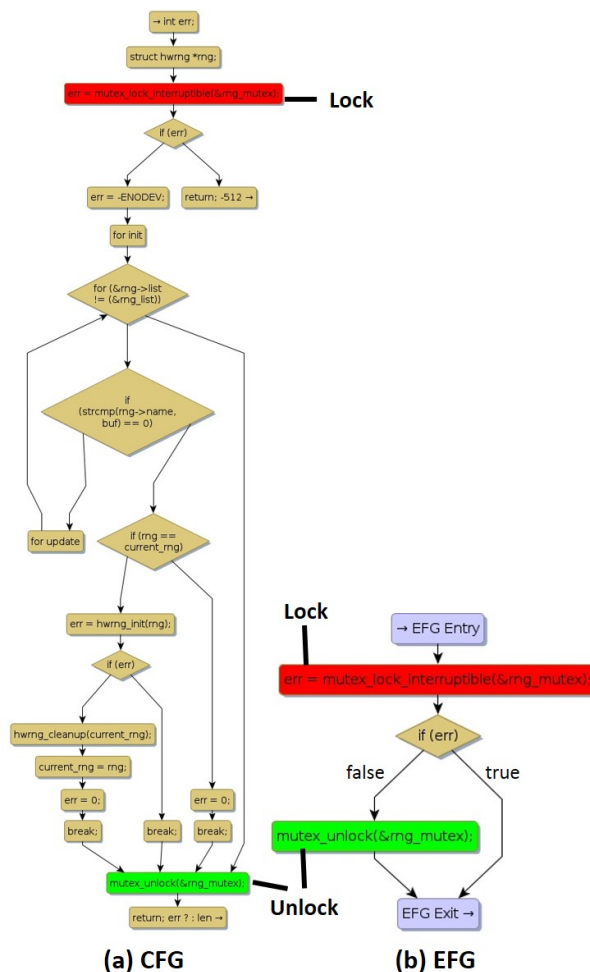 → int err;
struct hwrng *rng;
err = mutex_lock_interruptible(&rng_mutex);
Lock
if (err)
err = -ENODEV;
return; -512 →
for init
for (&rng->list
!= (&rng_list))
if
(strcmp(rng->name,
buf) == 0)
for update
if (rng ==
current_rng)
err = hwrng_init(rng);
if (err)
hwrng_cleanup(current_rng);
current_rng = rng;
err = 0;
err = 0;
break;
break;
break;
mutex_unlock(&rng_mutex);
return; err ? : len →
(a) CFG
Lock
→ EFG Entry
err = mutex_lock_interruptible(&rng_mutex);
if (err)
false
true
mutex_unlock(&rng_mutex);
Unlock
EFG Exit →
(b) EFG